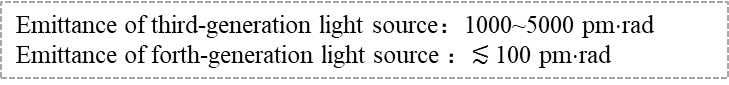 Emittance of third-generation light source：1000~5000 pm·rad
Emittance of forth-generation light source：≲ 100 pm·rad